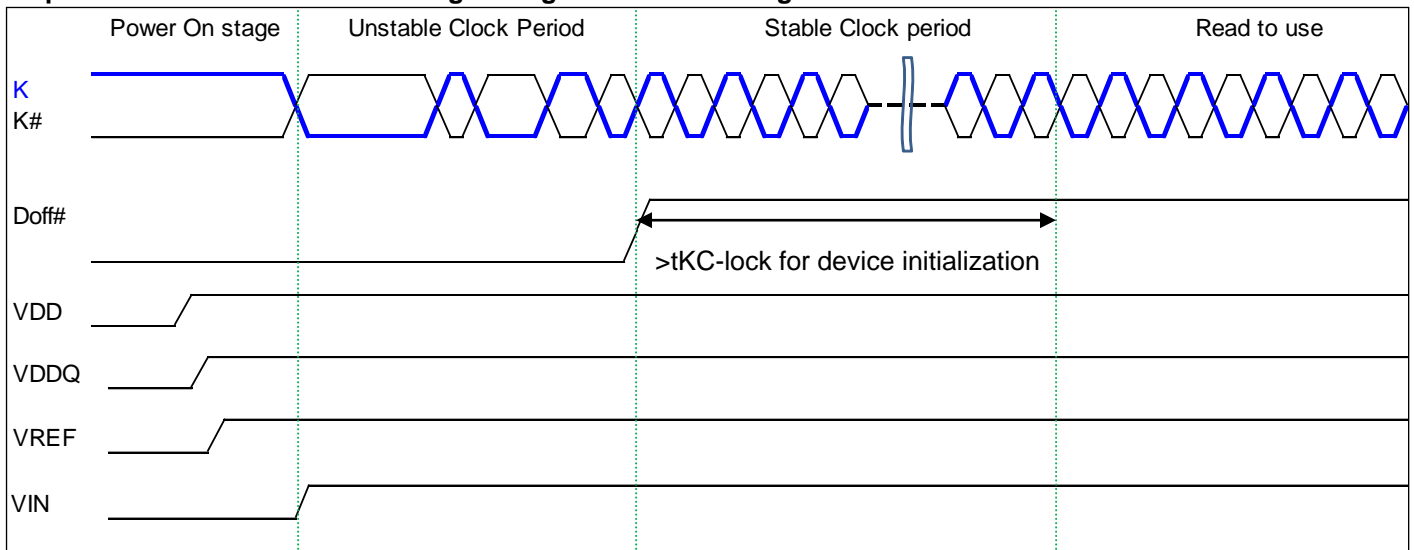 Power On stage Unstable Clock Period Stable Clock period Read to use
K
K#
Doff#
>tKC-lock for device initialization
VDD
VDDQ
VREF
VIN